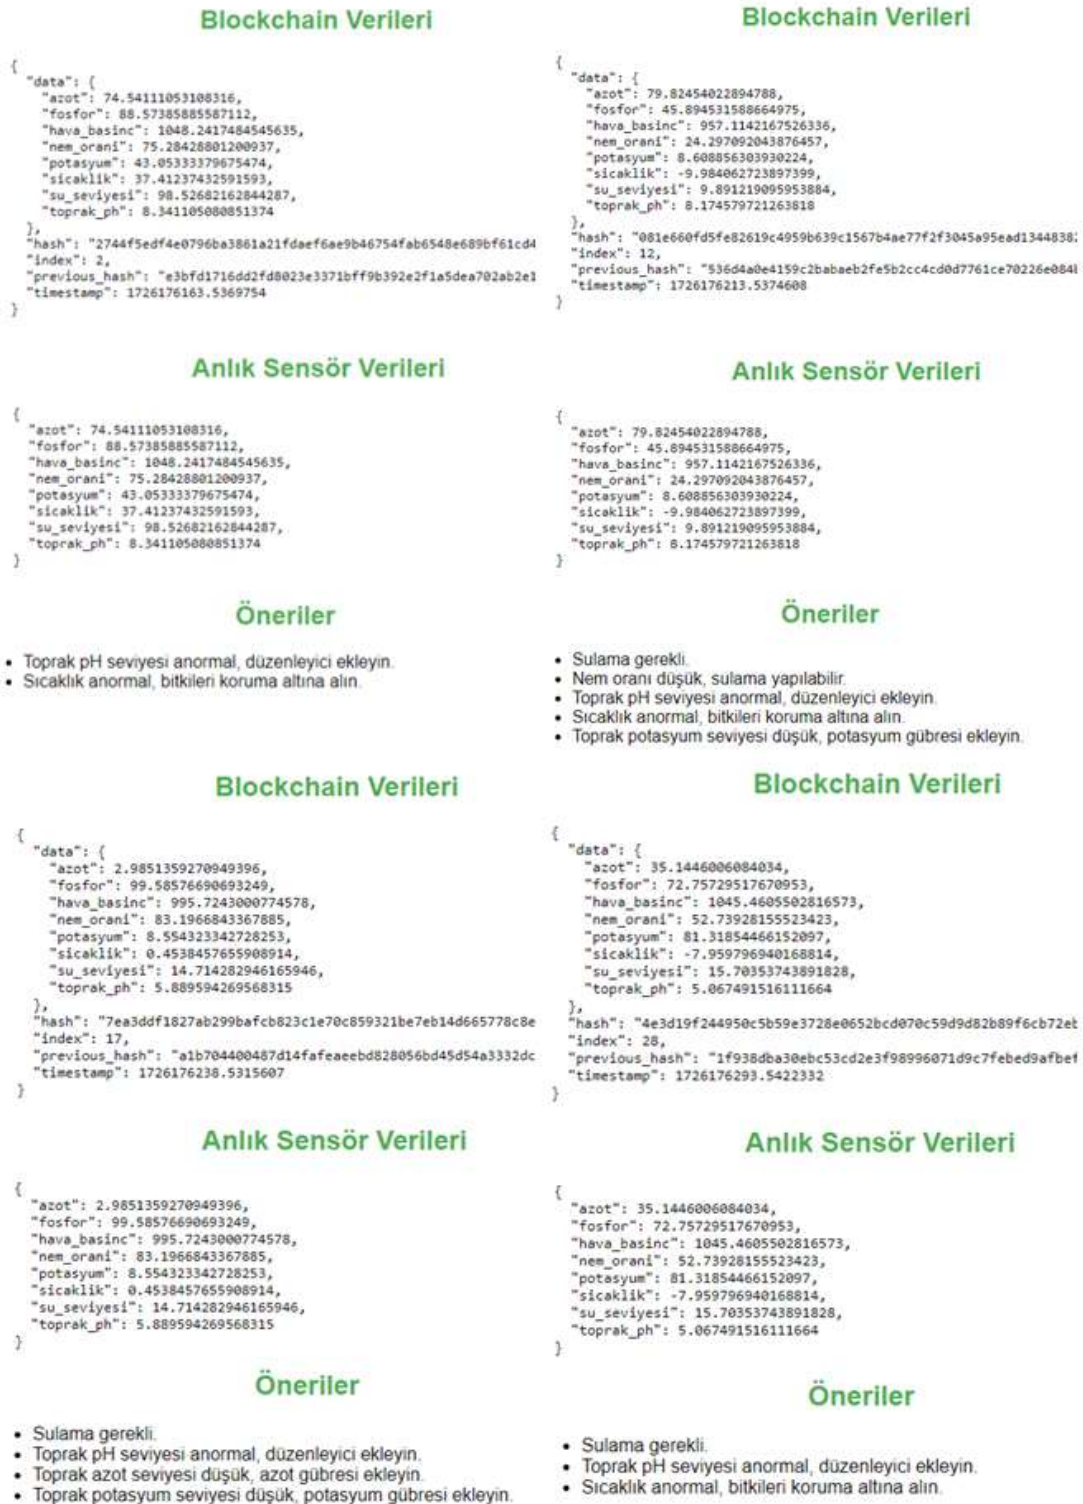 Blockchain Verileri
{
"data": {
"azot": 74.54111053108316,
"fosfor": 88.57385885587112,
"hava_basinc": 1048.2417484545635,
"nem_orani": 75.28428801200937,
"potasyum": 43.05333379675474,
"sicaklik": 37.41237432591593,
"su_seviyesi": 98.52682162844287,
"toprak_ph": 8.341105080851374
},
"hash": "2744f5edf4e0796ba3861a21fdaef6ae9b46754fab6548e689bf61cd4
"index": 2,
"previous_hash": "e3bfd1716dd2fd8023e3371bff9b392e2f1a5dea702ab2e1
"timestamp": 1726176163.5369754
}
Anlık Sensör Verileri
{
"azot": 74.54111053108316,
"fosfor": 88.57385885587112,
"hava_basinc": 1048.2417484545635,
"nem_orani": 75.28428801200937,
"potasyum": 43.05333379675474,
"sicaklik": 37.41237432591593,
"su_seviyesi": 98.52682162844287,
"toprak_ph": 8.341105080851374
}
Öneriler
• Toprak pH seviyesi anormal, düzenleyici ekleyin.
• Sıcaklık anormal, bitkileri koruma altına alın.
Blockchain Verileri
{
"data": {
"azot": 79.82454022894788,
"fosfor": 45.894531588664975,
"hava_basinc": 957.1142167526336,
"nem_orani": 24.297092043876457,
"potasyum": 8.608856303930224,
"sicaklik": -9.984062723897399,
"su_seviyesi": 9.891219095953884,
"toprak_ph": 8.174579721263818
},
"hash": "081e660fd5fe82619c4959b639c1567b4ae77f2f3045a95ead1344838:
"index": 12,
"previous_hash": "536d4a0e4159c2babaeb2fe5b2cc4cd0d7761ce70226e084
"timestamp": 1726176213.5374608
}
Anlık Sensör Verileri
{
"azot": 79.82454022894788,
"fosfor": 45.894531588664975,
"hava_basinc": 957.1142167526336,
"nem_orani": 24.297092043876457,
"potasyum": 8.608856303930224,
"sicaklik": -9.984062723897399,
"su_seviyesi": 9.891219095953884,
"toprak_ph": 8.174579721263818
}
Öneriler
• Sulama gerekli.
• Nem oranı düşük, sulama yapılabilir.
• Toprak pH seviyesi anormal, düzenleyici ekleyin.
• Sıcaklık anormal, bitkileri koruma altına alın.
• Toprak potasyum seviyesi düşük, potasyum gübresi ekleyin.
Blockchain Verileri
{
"data": {
"azot": 2.9851359270949396,
"fosfor": 99.58576690693249,
"hava_basinc": 995.7243000774578,
"nem_orani": 83.1966843367885,
"potasyum": 8.554323342728253,
"sicaklik": 0.4538457655908914,
"su_seviyesi": 14.714282946165946,
"toprak_ph": 5.889594269568315
},
"hash": "7ea3ddf1827ab299bafcb823c1e70c859321be7eb14d665778c8e
"index": 17,
"previous_hash": "a1b704400487d14fafeaeebd828056bd45d54a3332dc
"timestamp": 1726176238.5315607
}
Anlık Sensör Verileri
{
"azot": 2.9851359270949396,
"fosfor": 99.58576690693249,
"hava_basinc": 995.7243000774578,
"nem_orani": 83.1966843367885,
"potasyum": 8.554323342728253,
"sicaklik": 0.4538457655908914,
"su_seviyesi": 14.714282946165946,
"toprak_ph": 5.889594269568315
}
Öneriler
• Sulama gerekli.
• Toprak pH seviyesi anormal, düzenleyici ekleyin.
• Toprak azot seviyesi düşük, azot gübresi ekleyin.
• Toprak potasyum seviyesi düşük, potasyum gübresi ekleyin.
Blockchain Verileri
{
"data": {
"azot": 35.1446006084034,
"fosfor": 72.75729517670953,
"hava_basinc": 1045.4605502816573,
"nem_orani": 52.73928155523423,
"potasyum": 81.31854466152097,
"sicaklik": -7.959796940168814,
"su_seviyesi": 15.70353743891828,
"toprak_ph": 5.067491516111664
},
"hash": "4e3d19f244950c5b59e3728e0652bcd070c59d9d82b89f6cb72eb
"index": 28,
"previous_hash": "1f938dba30ebc53cd2e3f98996071d9c7febed9afbef
"timestamp": 1726176293.5422332
}
Anlık Sensör Verileri
{
"azot": 35.1446006084034,
"fosfor": 72.75729517670953,
"hava_basinc": 1045.4605502816573,
"nem_orani": 52.73928155523423,
"potasyum": 81.31854466152097,
"sicaklik": -7.959796940168814,
"su_seviyesi": 15.70353743891828,
"toprak_ph": 5.067491516111664
}
Öneriler
• Sulama gerekli.
• Toprak pH seviyesi anormal, düzenleyici ekleyin.
• Sıcaklık anormal, bitkileri koruma altına alın.